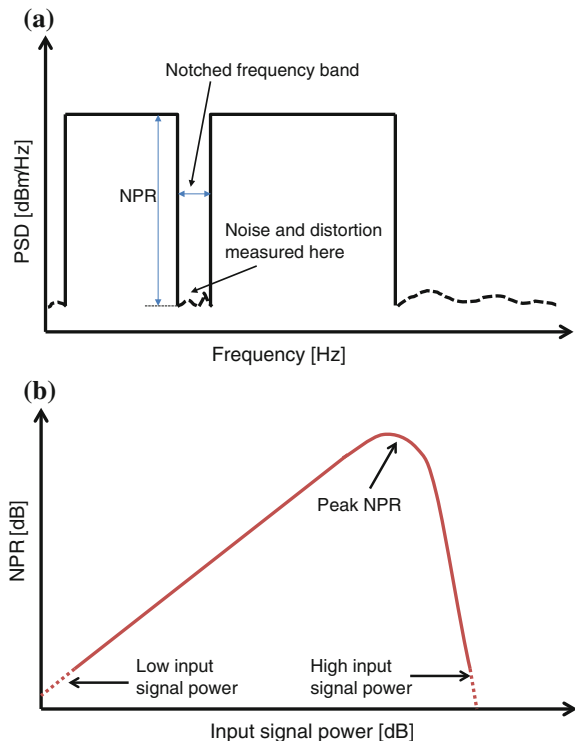 (a)
Notched frequency band
NPR
Noise and distortion
measured here
PSD [dBm/Hz]
Frequency [Hz]
(b)
Peak NPR
NPR [dB]
Low input
signal power
High input
signal power
Input signal power [dB]